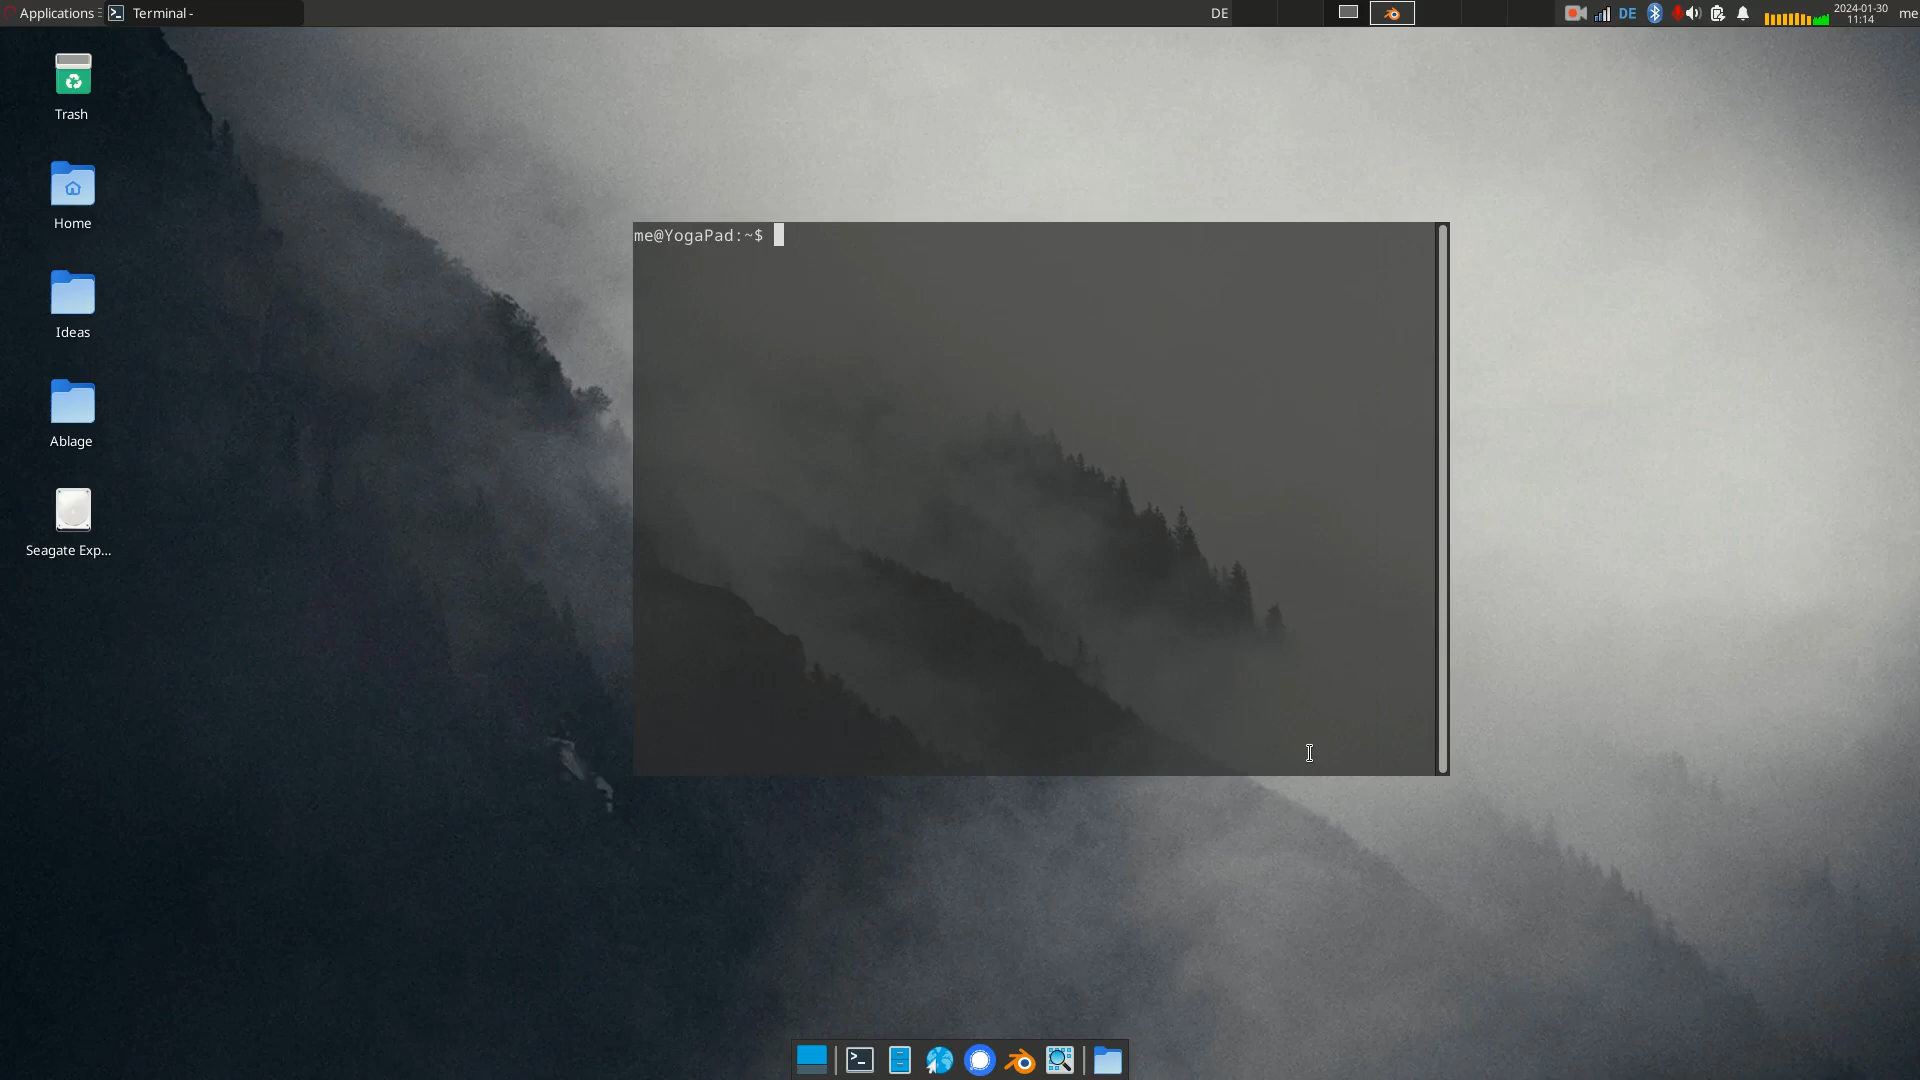 Applications
Terminal -
DE
DE
2024-01-30
11:14
me
Trash
Home
Ideas
Ablage
Seagate Exp...
me@YogaPad:~$